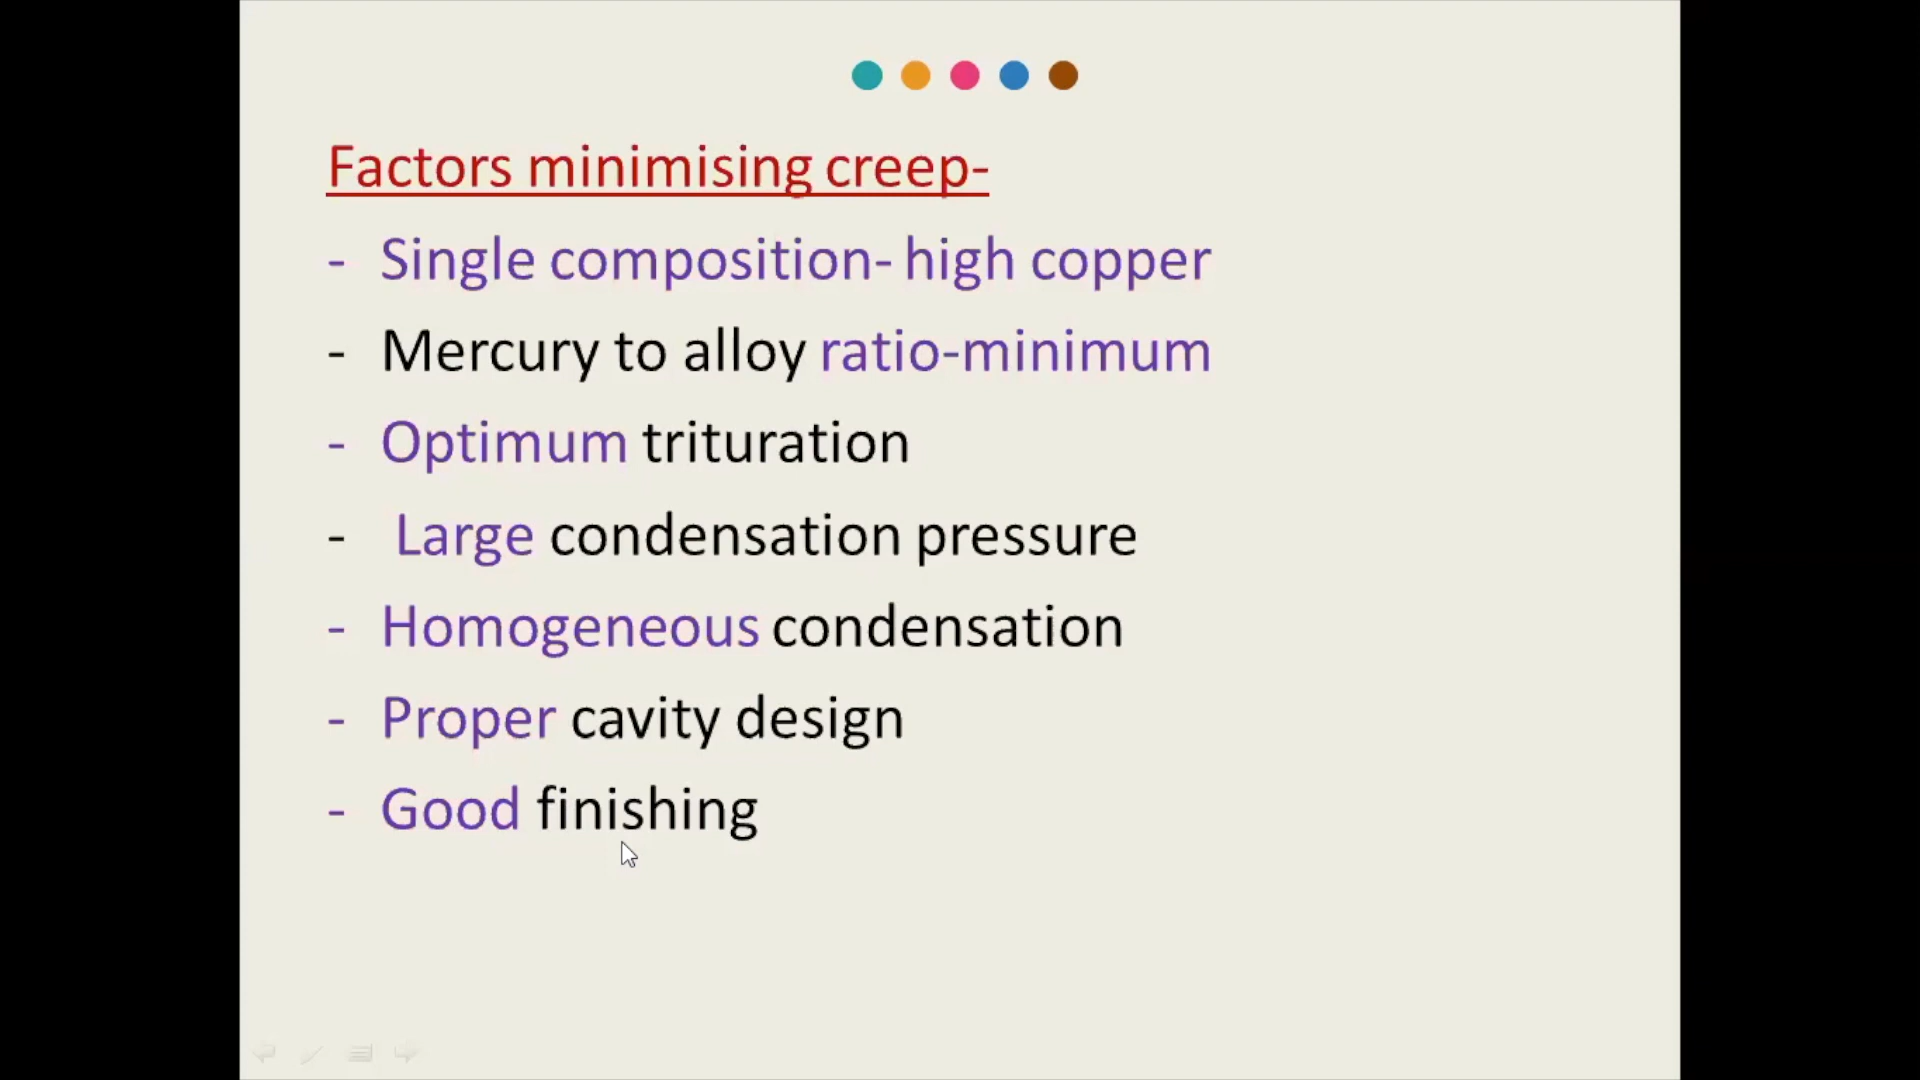 Factors minimising creep-
- Single composition- high copper
- Mercury to alloy ratio-minimum
- Optimum trituration
- Large condensation pressure
- Homogeneous condensation
- Proper cavity design
- Good finishing